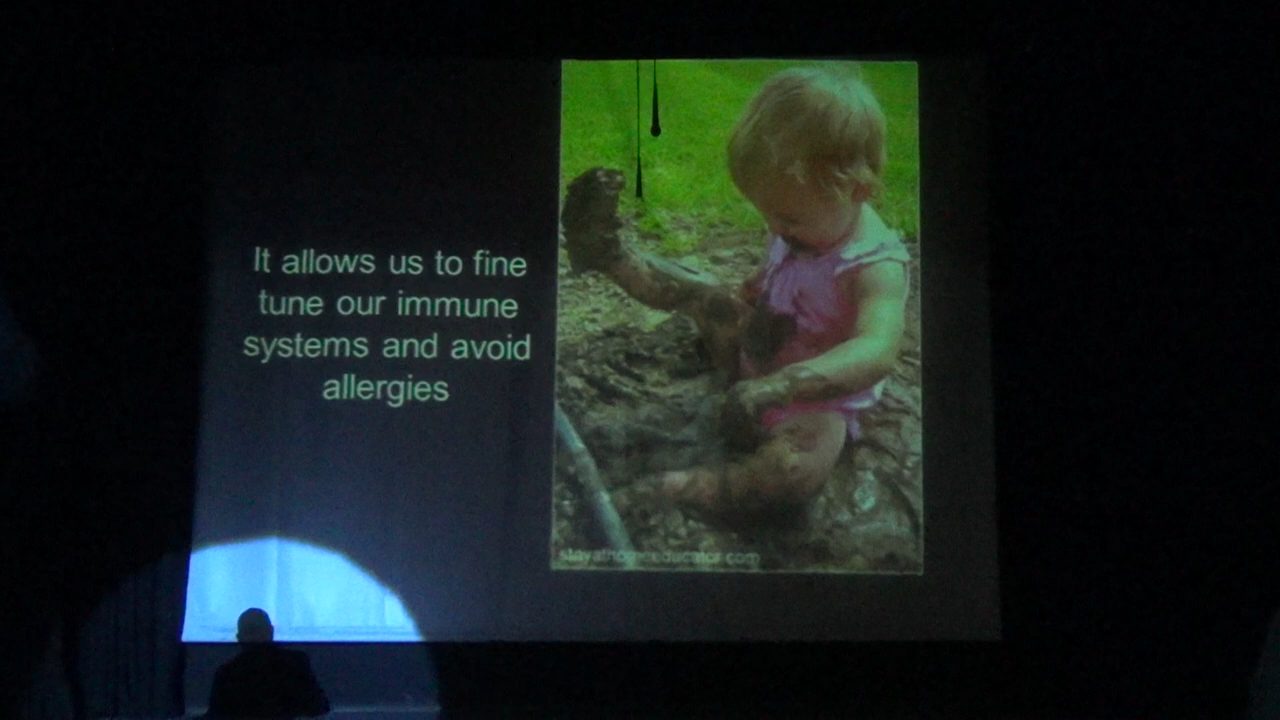 It allows us to fine
tune our immune
systems and avoid
allergies
stayathomeeducator.com